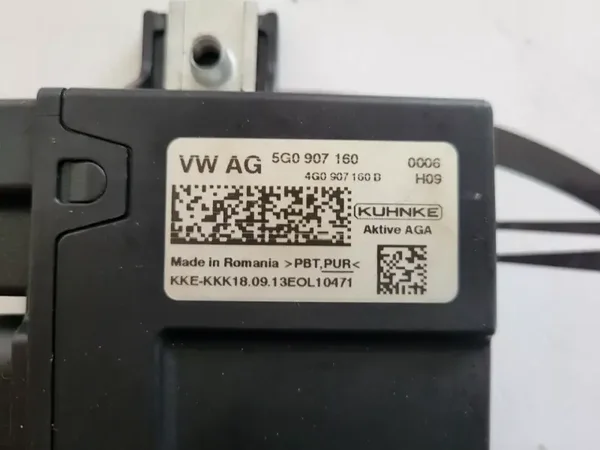 VW AG 5G0 907 160 0006
4G0 907 160 B H09
KUHNKE
Aktive AGA
Made in Romania >PBT,PUR<
KKE-KKK18.09.13EOL10471